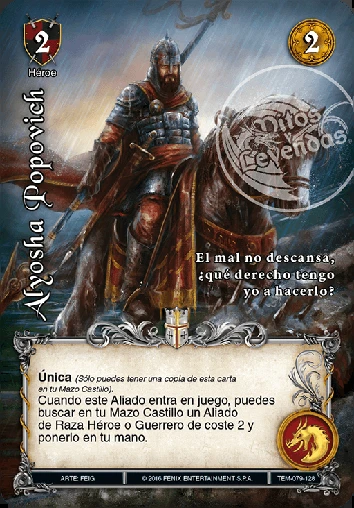 2
2
Héroe
Alyosha Popovich
Mitos
y
Leyendas
El mal no descansa,
¿qué derecho tengo
yo a hacerlo?
Única (Sólo puedes tener una copia de esta carta
en tu Mazo Castillo).
Cuando este Aliado entra en juego, puedes
buscar en tu Mazo Castillo un Aliado
de Raza Héroe o Guerrero de coste 2 y
ponerlo en tu mano.
ARTE: FEIG
© 2016 FENIX ENTERTAINMENT S.P.A.
TEM-079-128